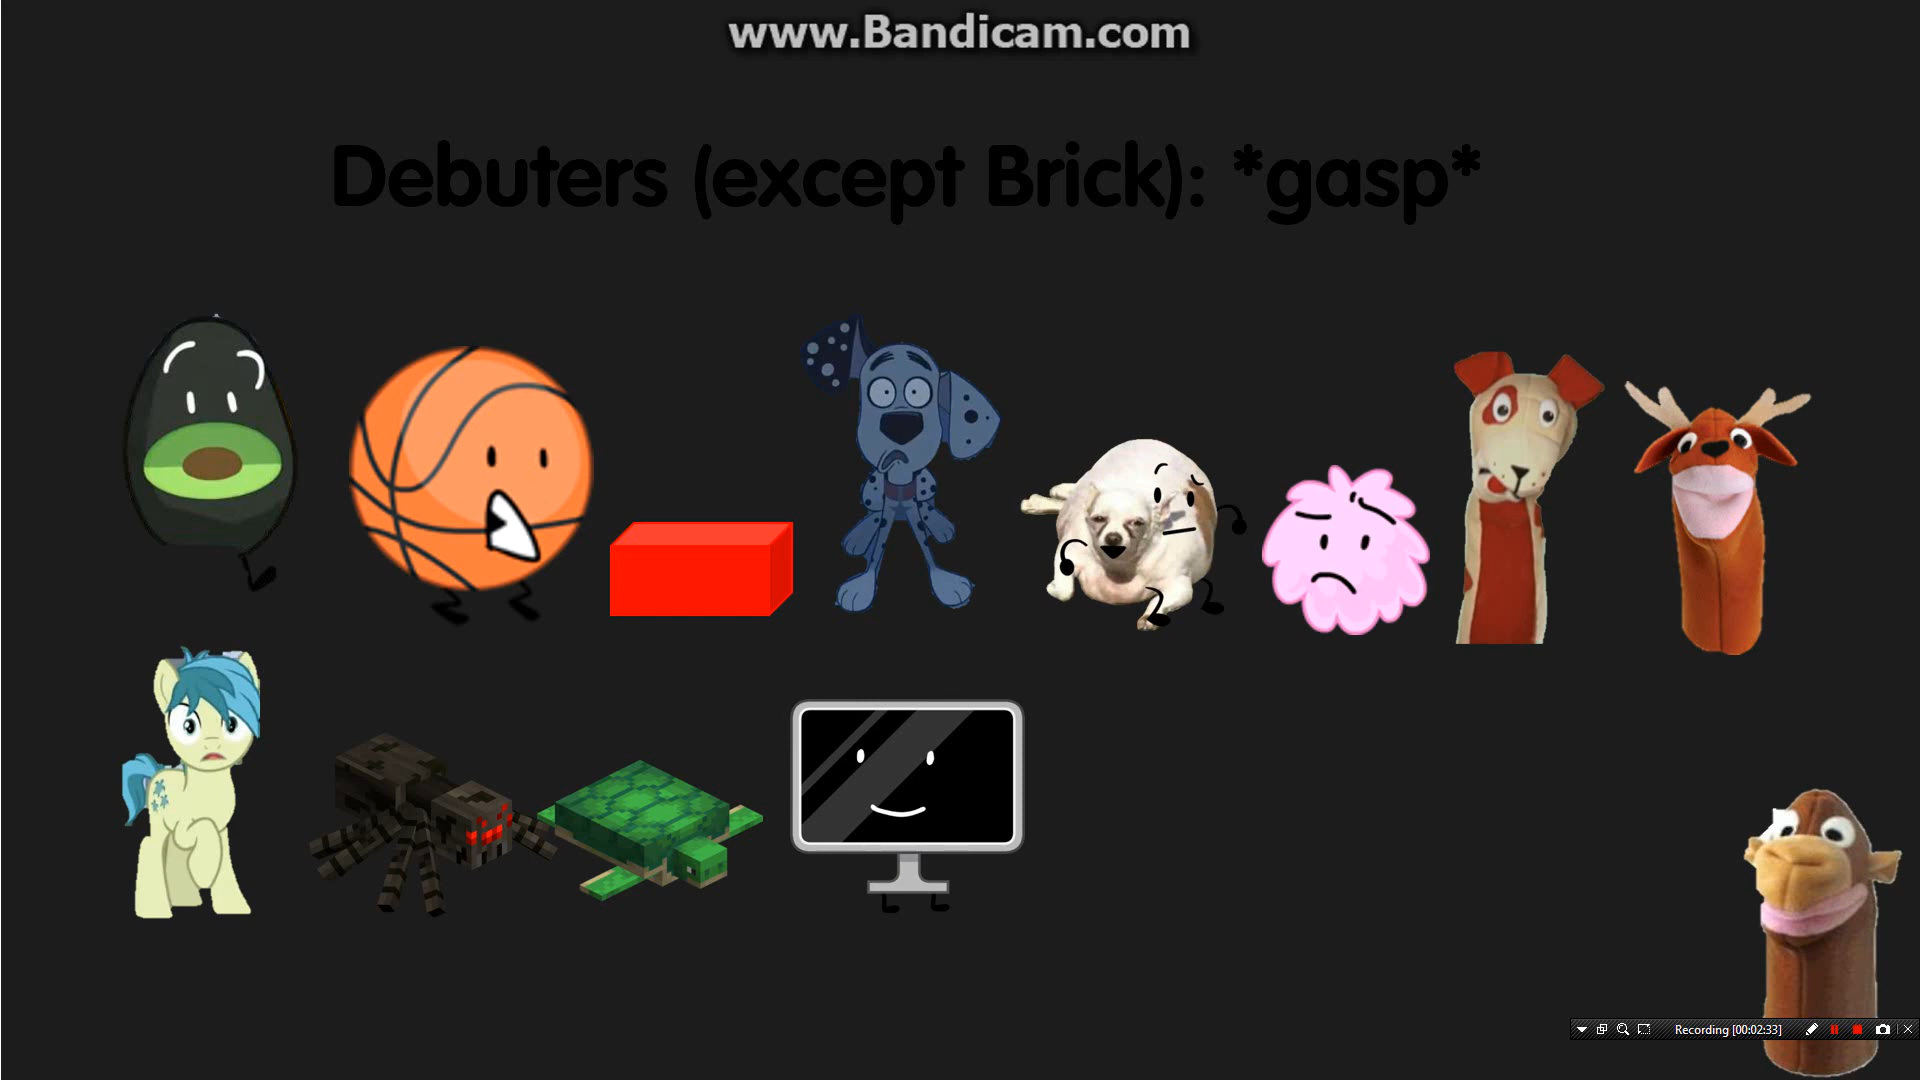 www.Bandicam.com
Debuters (except Brick): *gasp*
Recording [00:02:33]